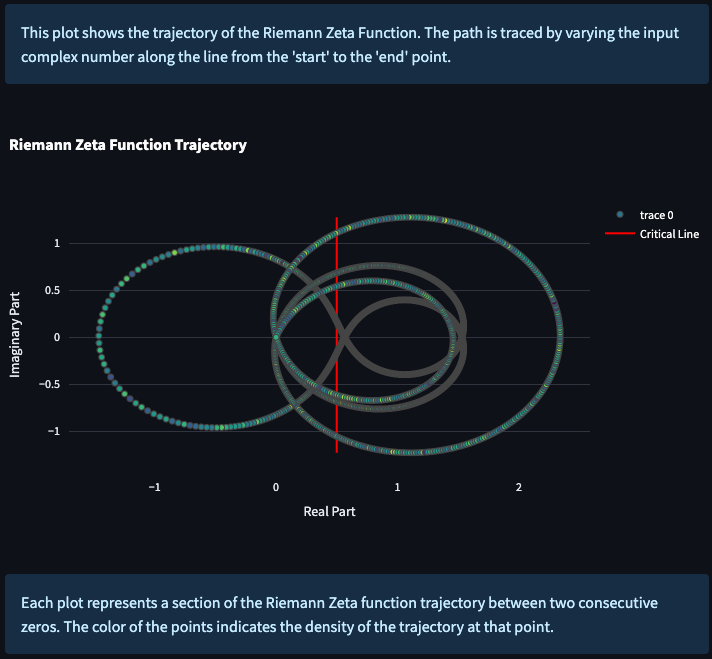 This plot shows the trajectory of the Riemann Zeta Function. The path is traced by varying the input
complex number along the line from the 'start' to the 'end' point.
Riemann Zeta Function Trajectory
trace 0
Critical Line
1
0.5
0
−0.5
−1
Imaginary Part
−1
0
1
2
Real Part
Each plot represents a section of the Riemann Zeta function trajectory between two consecutive
zeros. The color of the points indicates the density of the trajectory at that point.